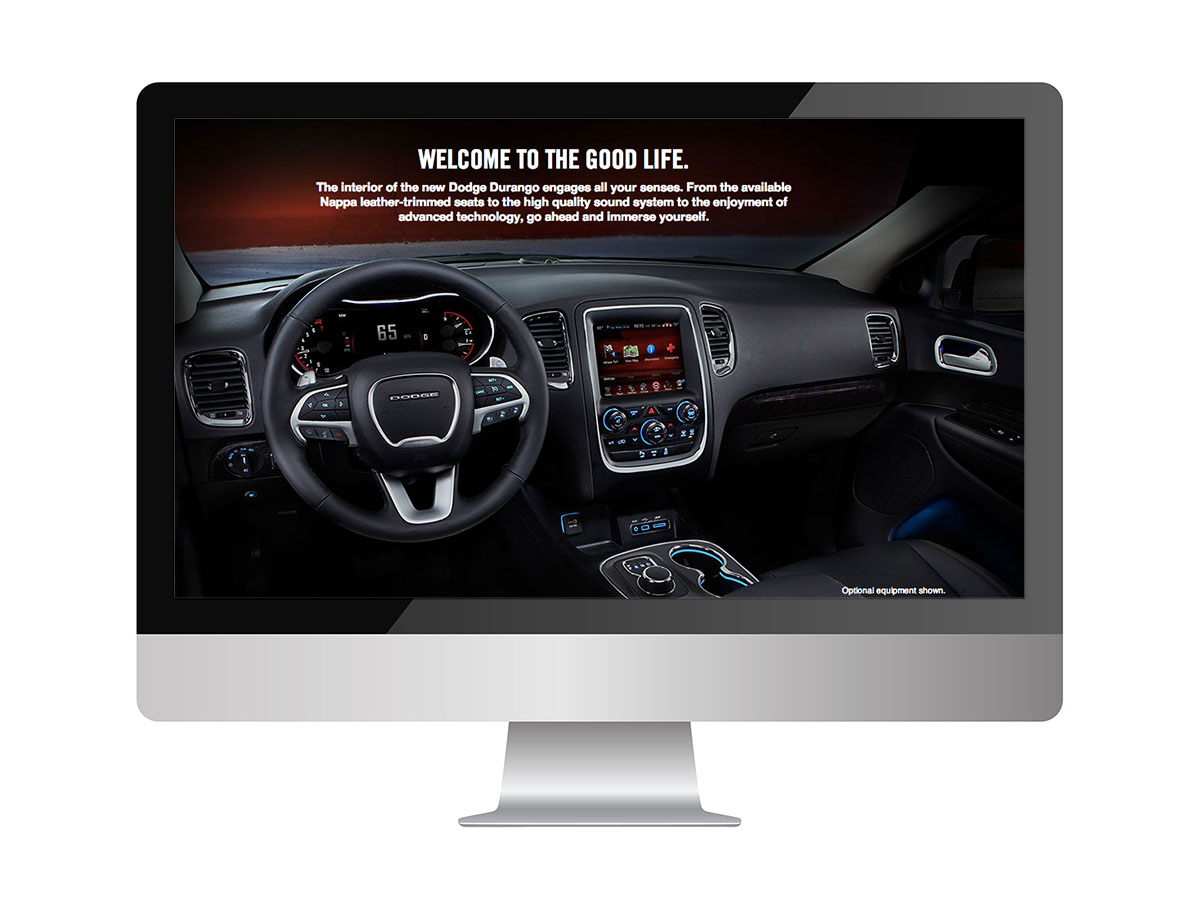 WELCOME TO THE GOOD LIFE.
The interior of the new Dodge Durango engages all your senses. From the available
Nappa leather-trimmed seats to the high quality sound system to the enjoyment of
advanced technology, go ahead and immerse yourself.
65
DODGE
Optional equipment shown.